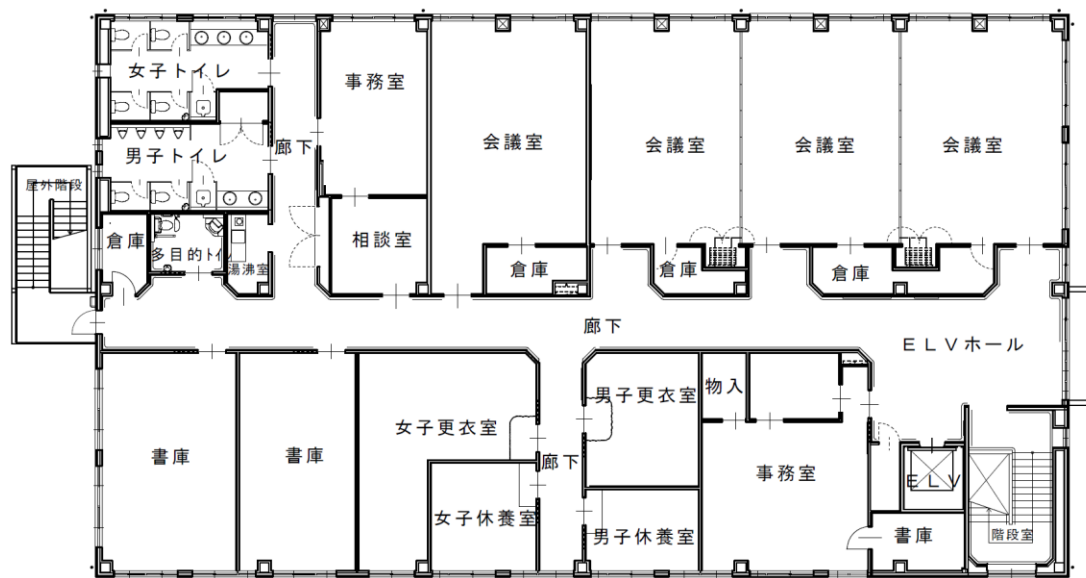 女子トイレ
事務室
男子トイレ
廊下
会議室
会議室
会議室
会議室
屋外階段
倉庫
多目的トイレ
湯沸室
相談室
倉庫
倉庫
倉庫
廊下
ELVホール
書庫
書庫
女子更衣室
男子更衣室
物入
廊下
事務室
ELV
女子休養室
男子休養室
書庫
階段室